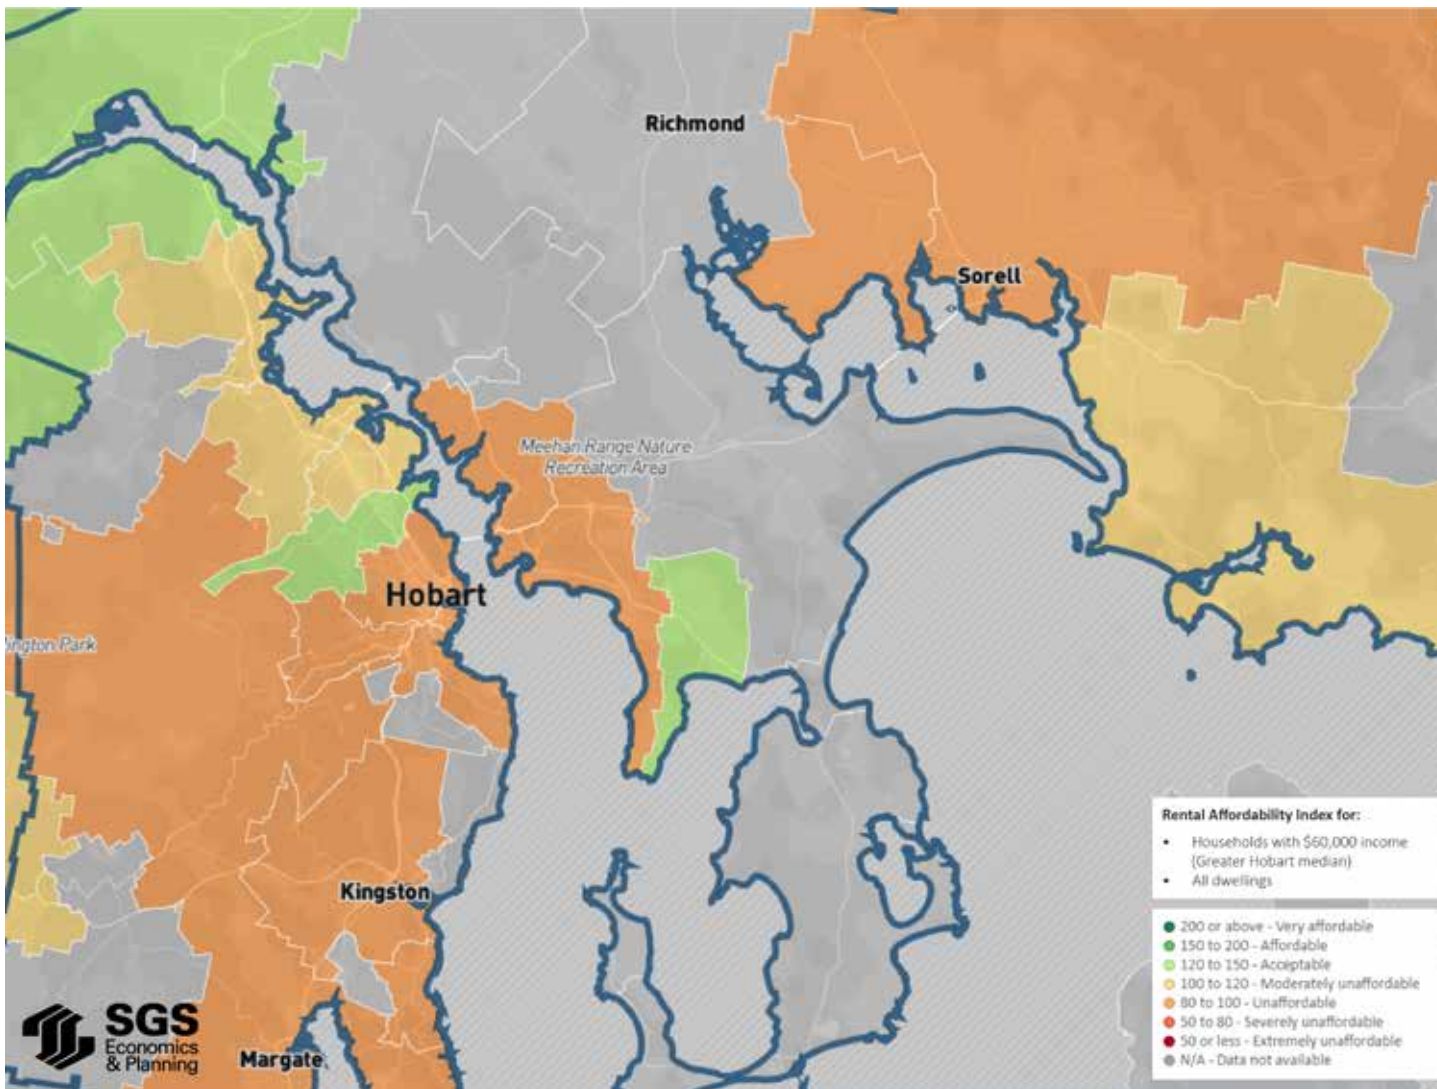 Richmond
Sorell
Meehan Range Nature
Recreation Area
Hobart
lington Park
Kingston
Margate
SGS
Economics
& Planning
Rental Affordability Index for:
• Households with $60,000 income
(Greater Hobart median)
• All dwellings
200 or above - Very affordable
150 to 200 - Affordable
120 to 150 - Acceptable
100 to 120 - Moderately unaffordable
80 to 100 - Unaffordable
50 to 80 - Severely unaffordable
50 or less - Extremely unaffordable
N/A - Data not available